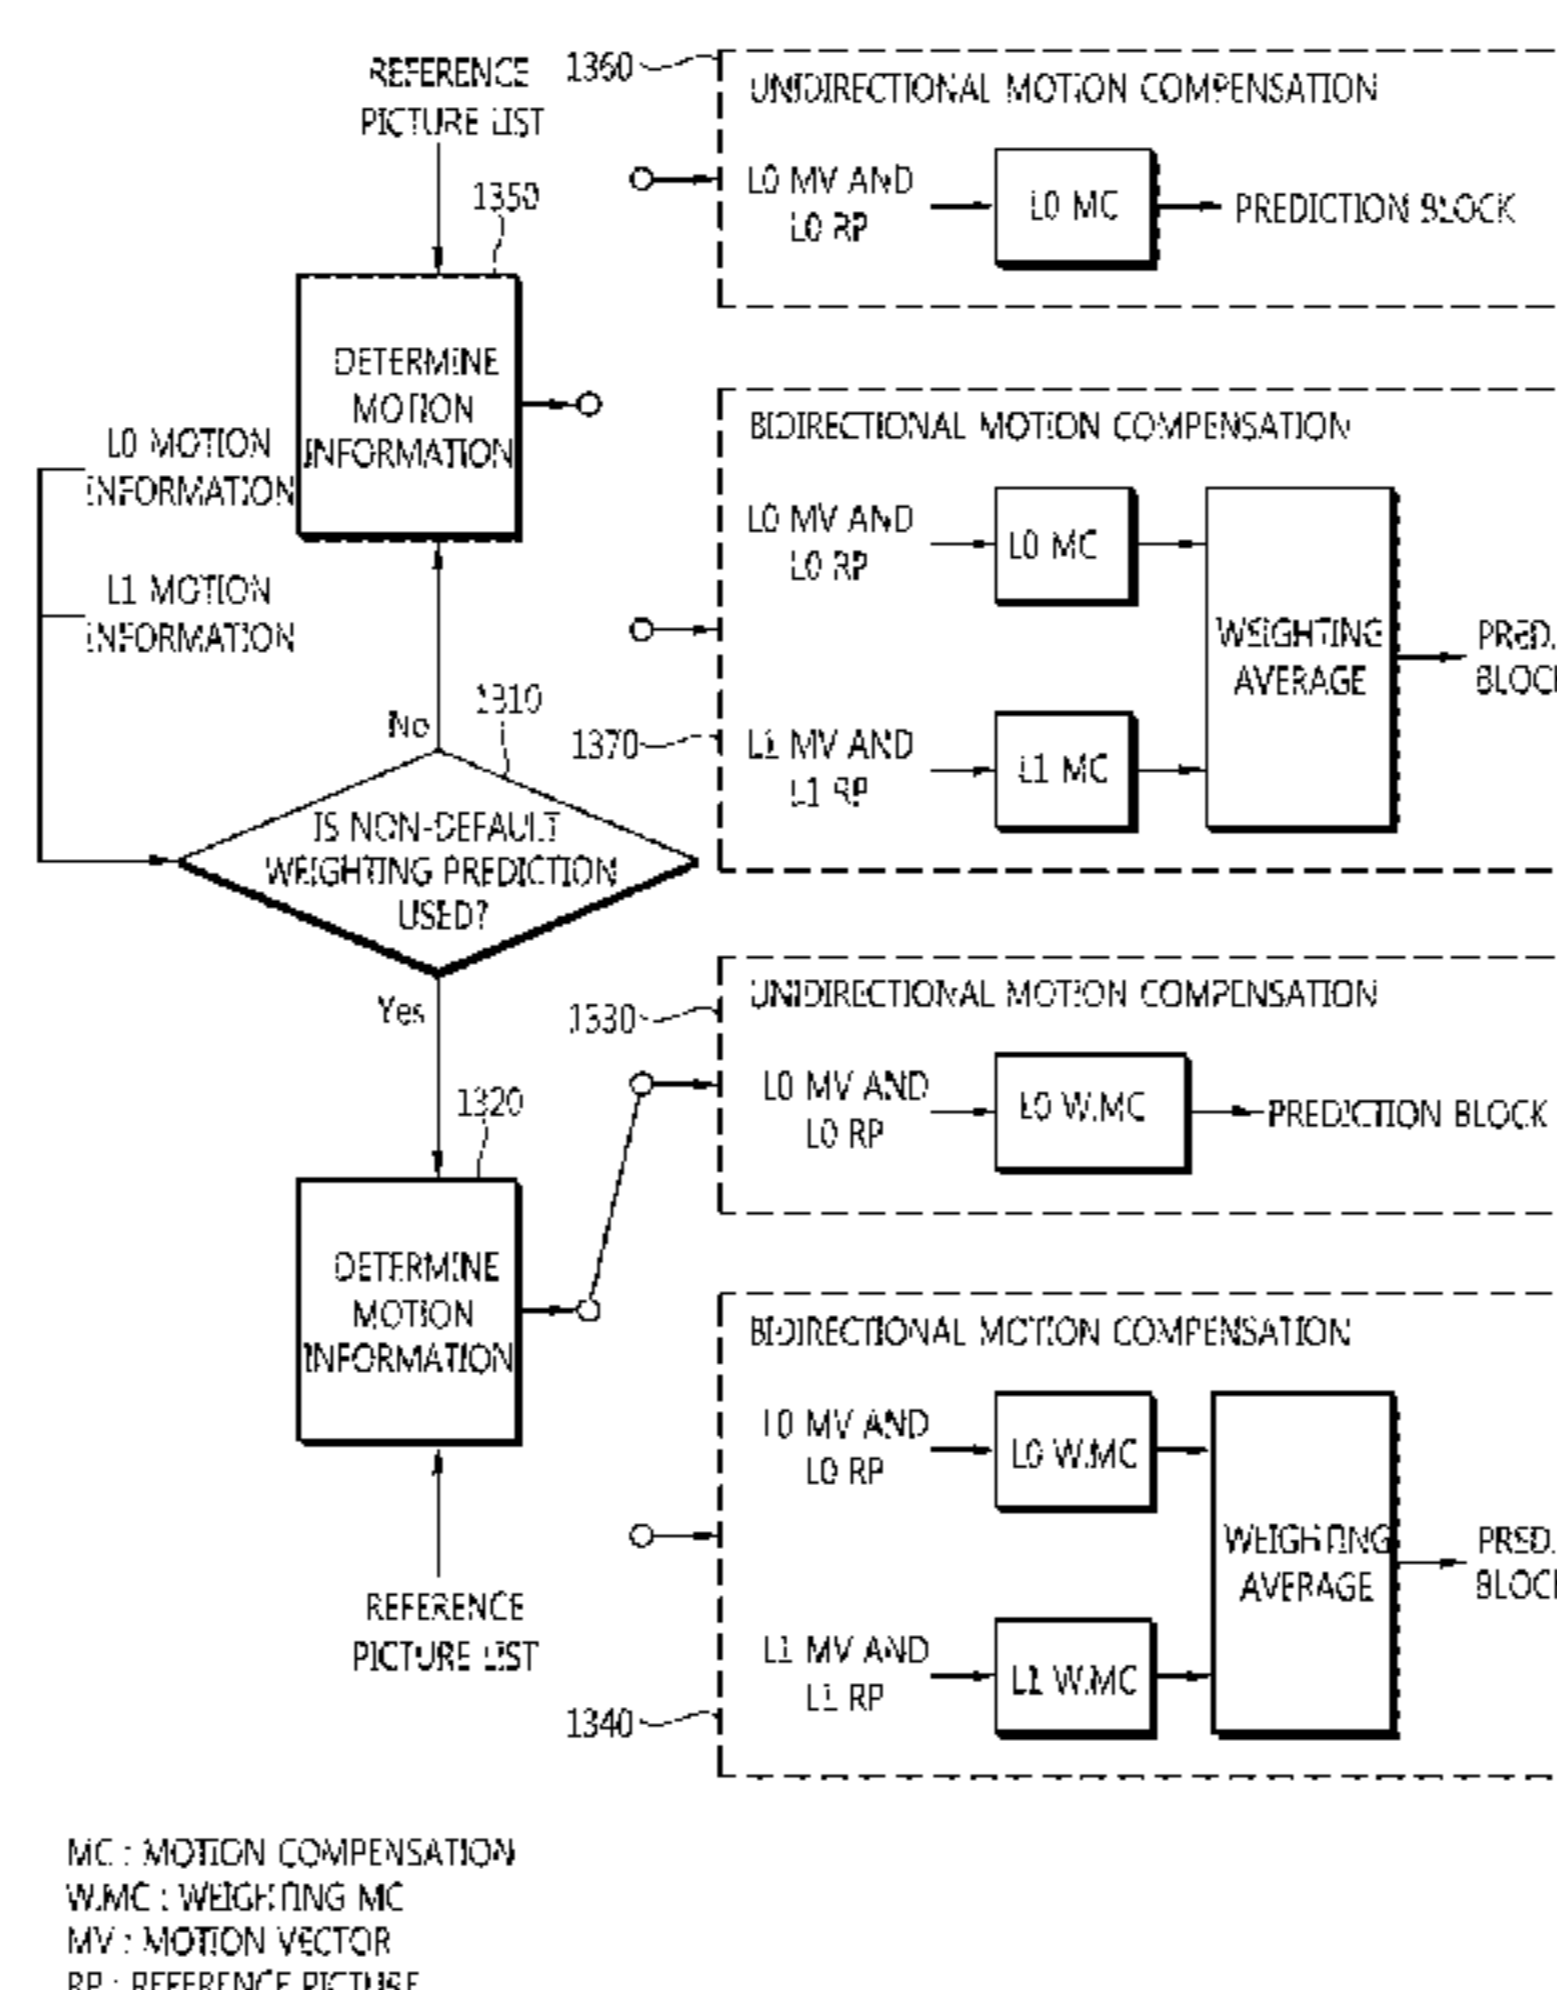 REFERENCE
PICTURE LIST
1350
DETERMINE
MOTION
INFORMATION
L0 MOTION
INFORMATION
L1 MOTION
INFORMATION
No
1310
IS NON-DEFAULT
WEIGHTING PREDICTION
USED?
Yes
1320
DETERMINE
MOTION
INFORMATION
REFERENCE
PICTURE LIST
1360
UNIDIRECTIONAL MOTION COMPENSATION
L0 MV AND
L0 RP
L0 MC
PREDICTION BLOCK
BIDIRECTIONAL MOTION COMPENSATION
L0 MV AND
L0 RP
L0 MC
1370
L1 MV AND
L1 RP
L1 MC
WEIGHTING
AVERAGE
PRED.
BLOC
1330
UNIDIRECTIONAL MOTION COMPENSATION
L0 MV AND
L0 RP
L0 W.MC
PREDICTION BLOCK
BIDIRECTIONAL MOTION COMPENSATION
L0 MV AND
L0 RP
L0 W.MC
L1 MV AND
L1 RP
L1 W.MC
WEIGHTING
AVERAGE
PRED.
BLOC
1340
MC : MOTION COMPENSATION
W.MC : WEIGHTING MC
MV : MOTION VECTOR
RP : REFERENCE PICTURE